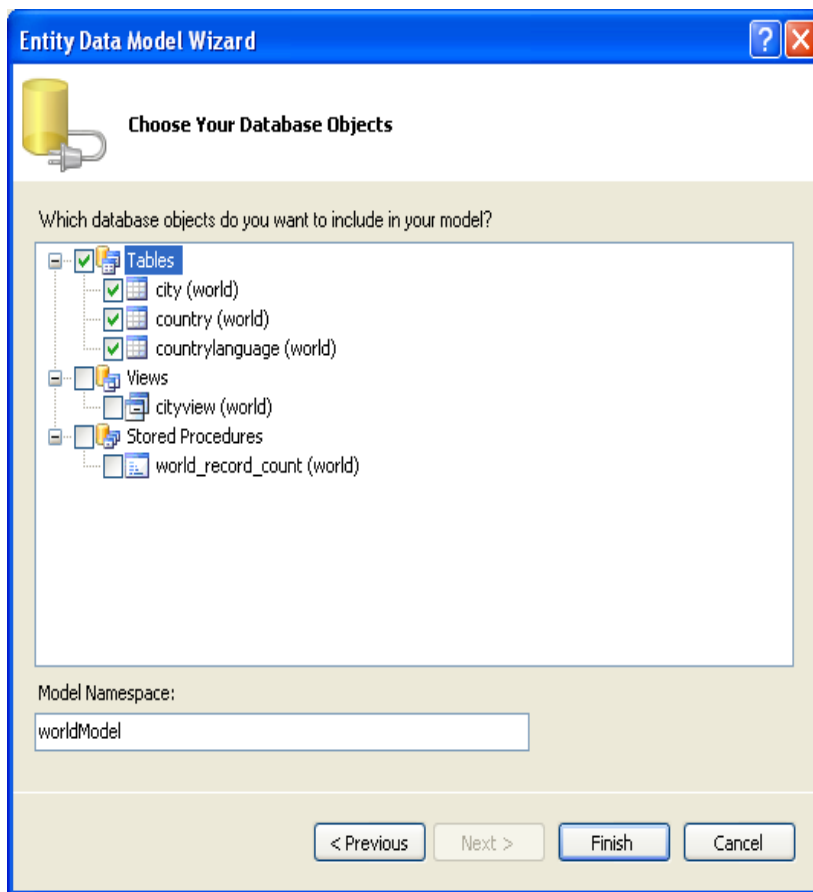 Entity Data Model Wizard
Choose Your Database Objects
Which database objects do you want to include in your model?
Tables
city (world)
country (world)
countrylanguage (world)
Views
cityview (world)
Stored Procedures
world_record_count (world)
Model Namespace:
worldModel
< Previous Next > Finish Cancel